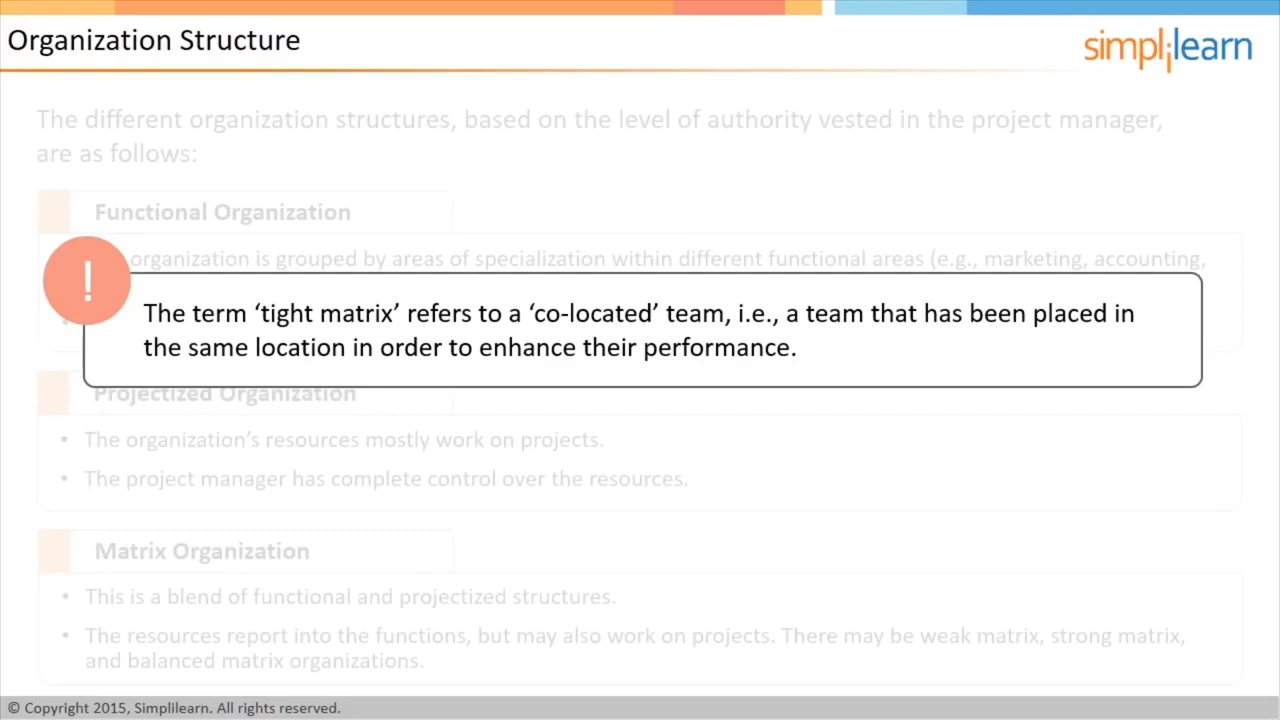 Organization Structure
simplilearn
The different organization structures, based on the level of authority vested in the project manager,
are as follows:
Functional Organization
organization is grouped by areas of specialization within different functional areas (e.g., marketing, accounting,
!
The term ‘tight matrix’ refers to a ‘co-located’ team, i.e., a team that has been placed in
the same location in order to enhance their performance.
Projectized Organization
• The organization’s resources mostly work on projects.
• The project manager has complete control over the resources.
Matrix Organization
• This is a blend of functional and projectized structures.
• The resources report into the functions, but may also work on projects. There may be weak matrix, strong matrix,
and balanced matrix organizations.
© Copyright 2015, Simplilearn. All rights reserved.